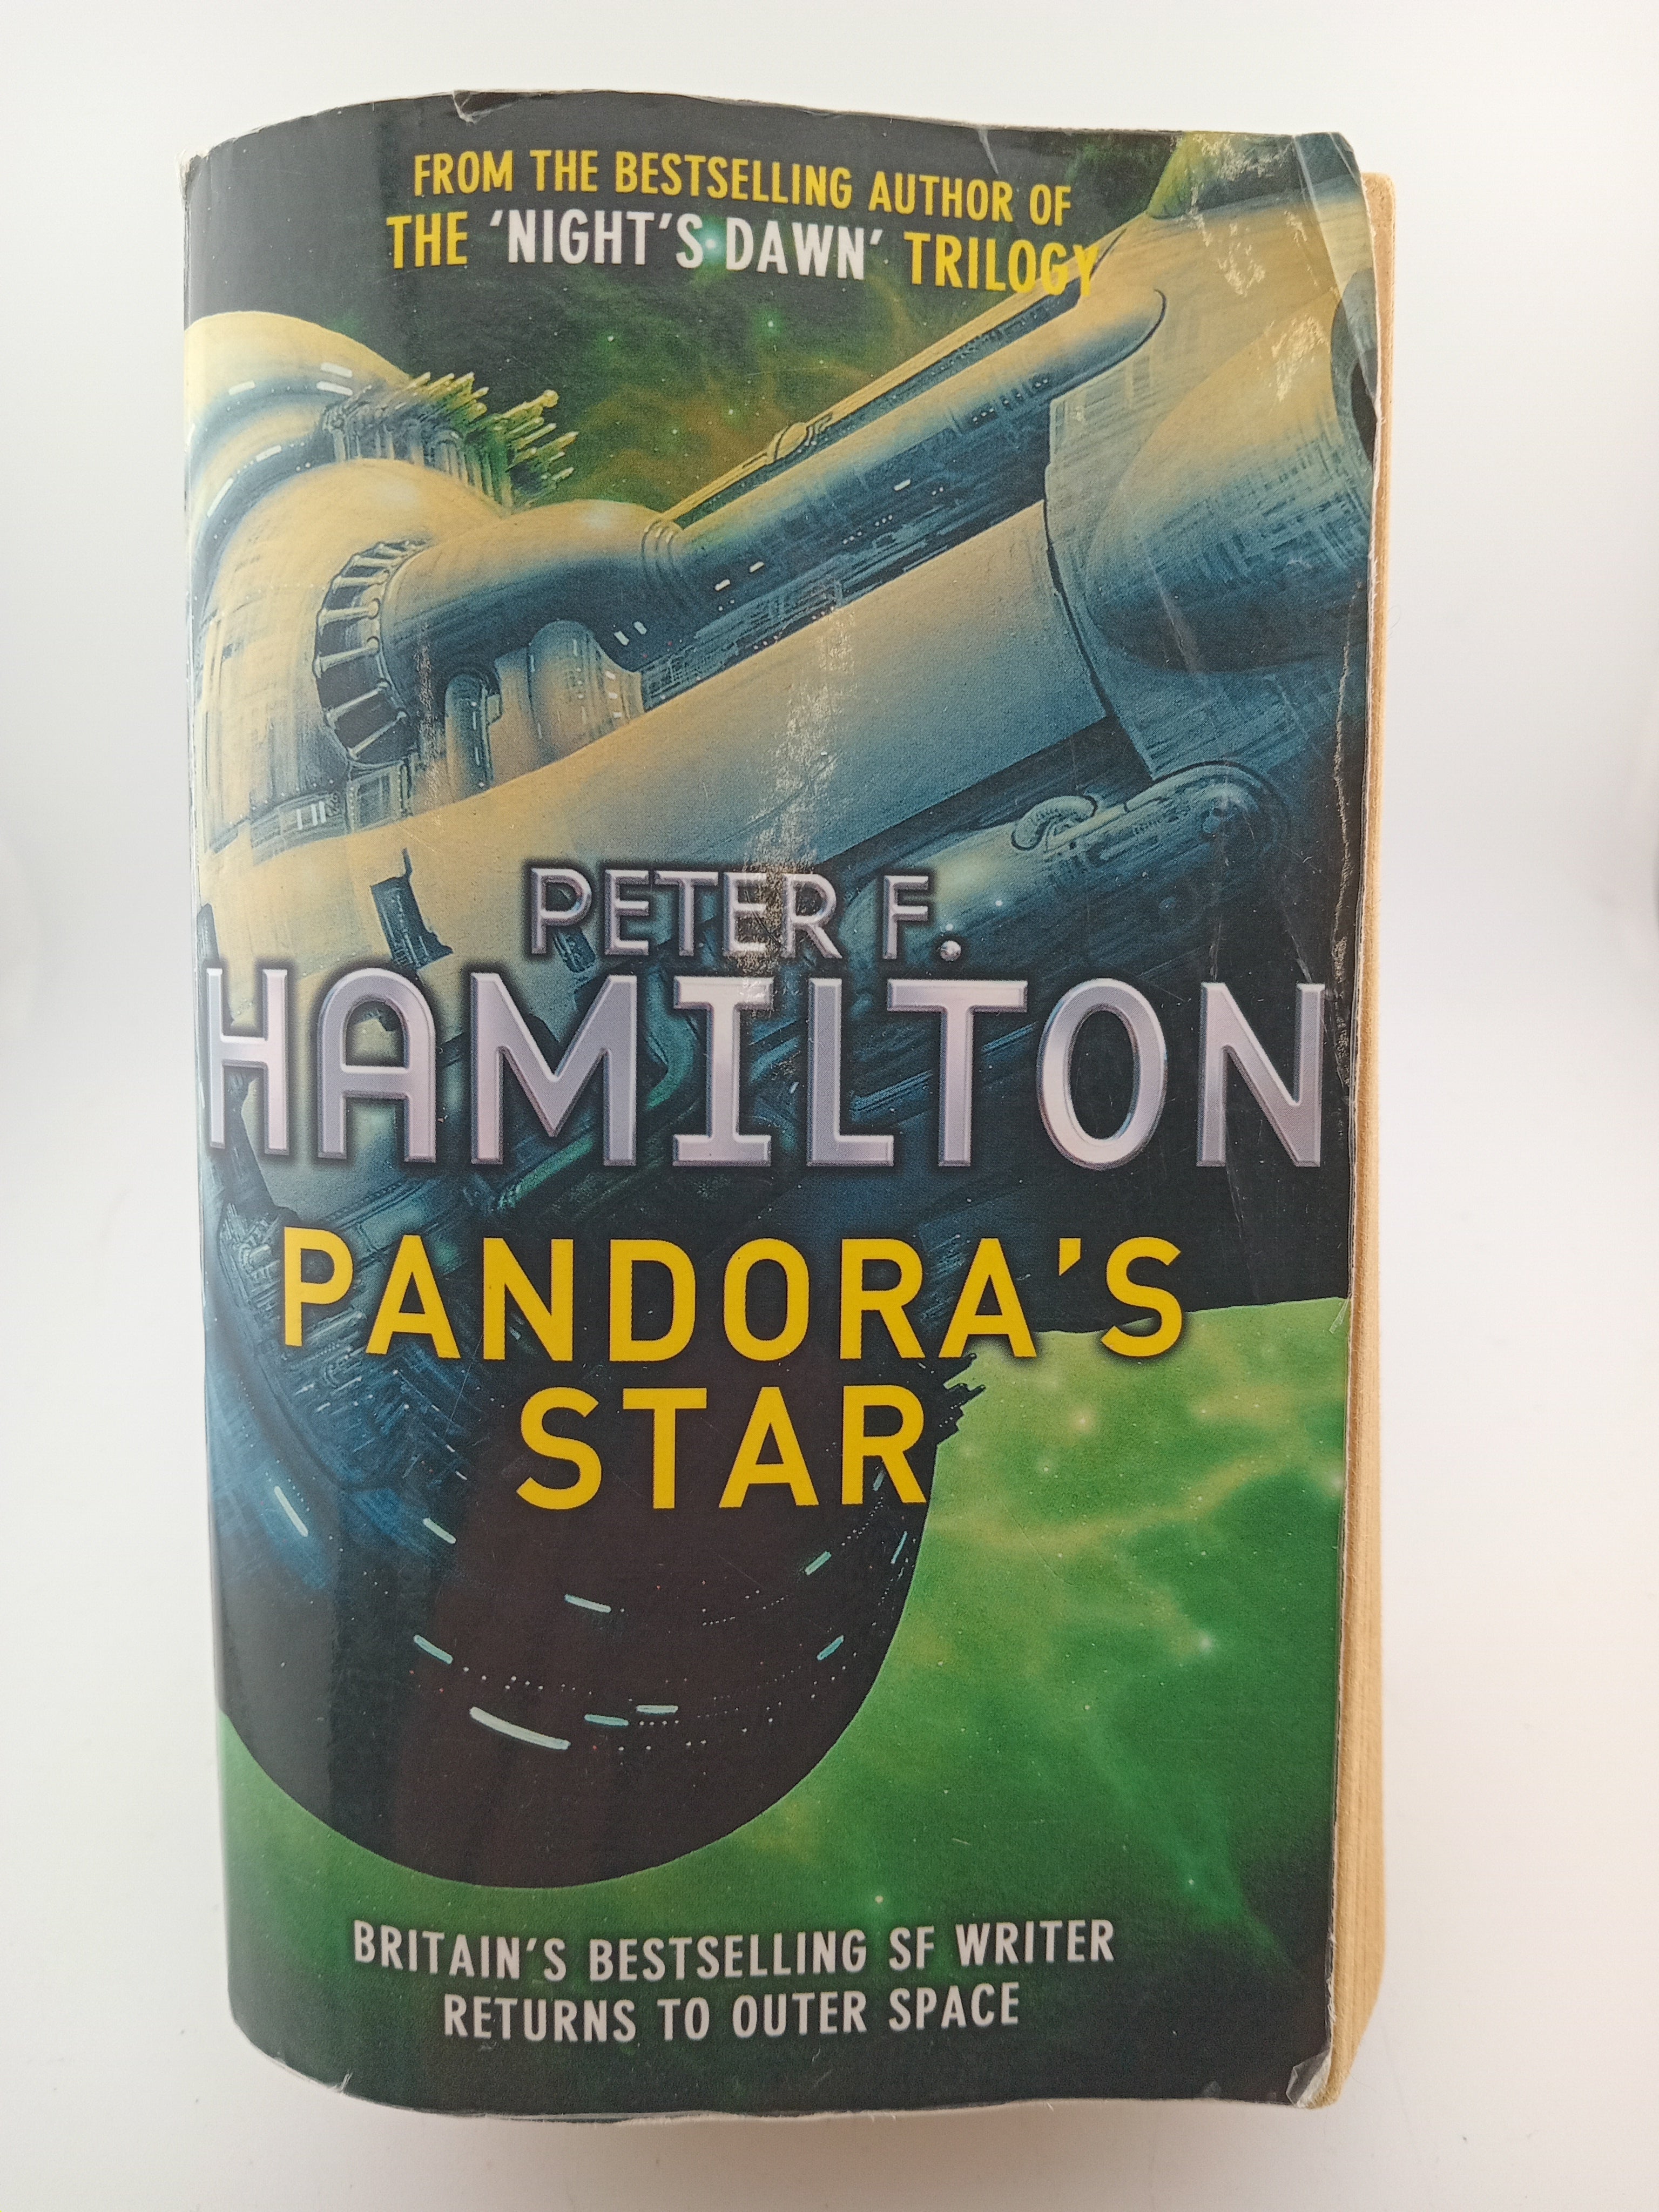 FROM THE BESTSELLING AUTHOR OF
THE 'NIGHT'S DAWN' TRILOGY
PETER F.
HAMILTON
PANDORA'S
STAR
BRITAIN'S BESTSELLING SF WRITER
RETURNS TO OUTER SPACE